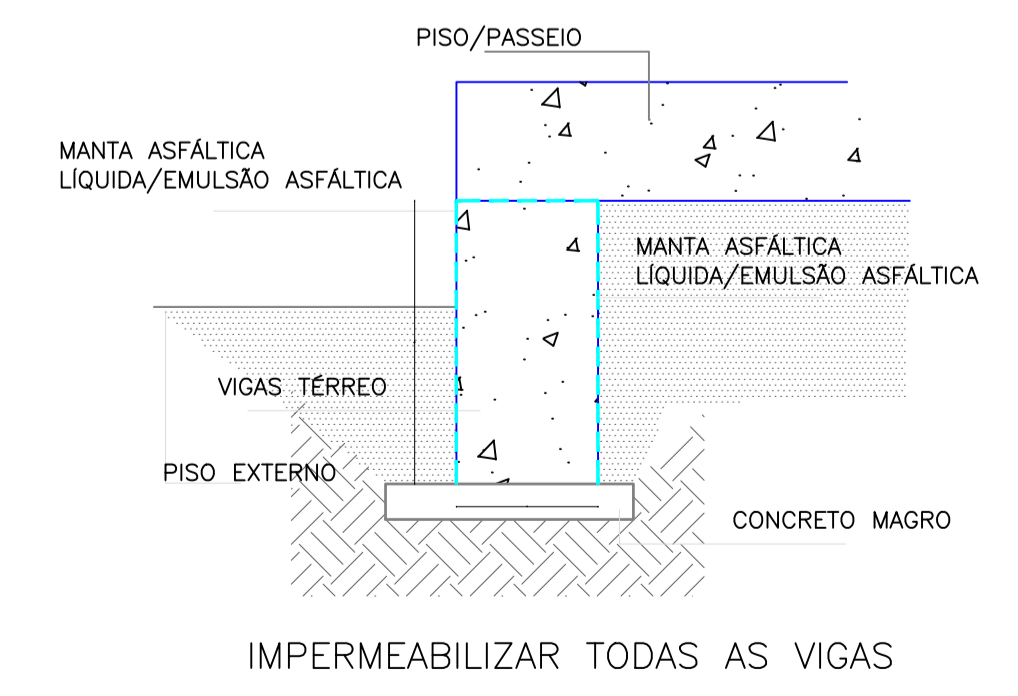 PISO/PASSEIO
MANTA ASFÁLTICA
LÍQUIDA/EMULSÃO ASFÁLTICA
MANTA ASFÁLTICA
LÍQUIDA/EMULSÃO ASFÁLTICA
VIGAS TÉRREO
PISO EXTERNO
CONCRETO MAGRO
IMPERMEABILIZAR TODAS AS VIGAS